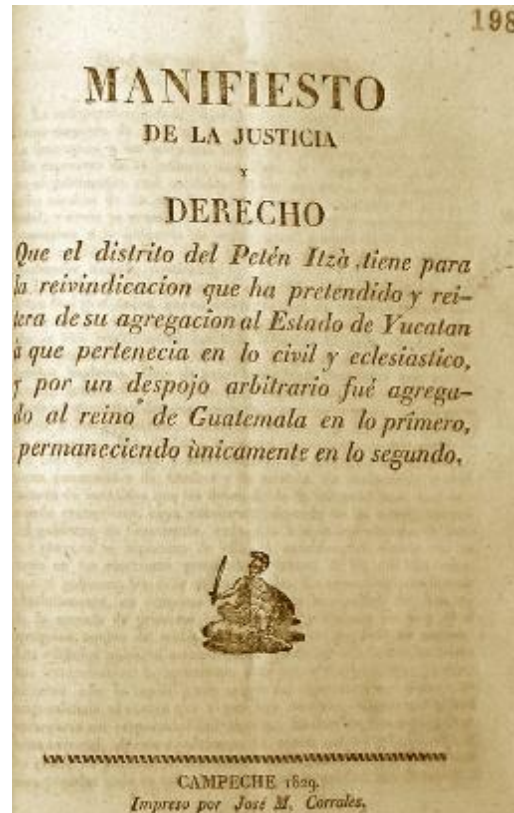 198
MANIFIESTO
DE LA JUSTICIA
Y
DERECHO
Que el distrito del Petén Itzà tiene para
la reivindicacion que ha pretendido y rei-
tera de su agregacion al Estado de Yucatan
à que pertenecia en lo civil y eclesiàstico,
y por un despojo arbitrario fué agrega-
do al reino de Guatemala en lo primero,
permaneciendo ùnicamente en lo segundo.
CAMPECHE 1829.
Impreso por José M. Corrales.